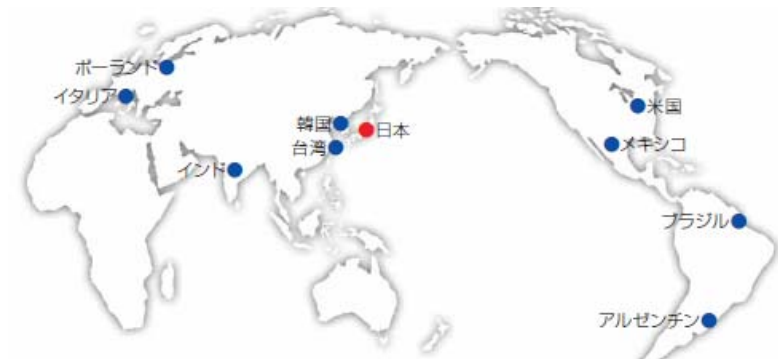 ポーランド
イタリア
韓国
日本
台湾
インド
米国
メキシコ
ブラジル
アルゼンチン